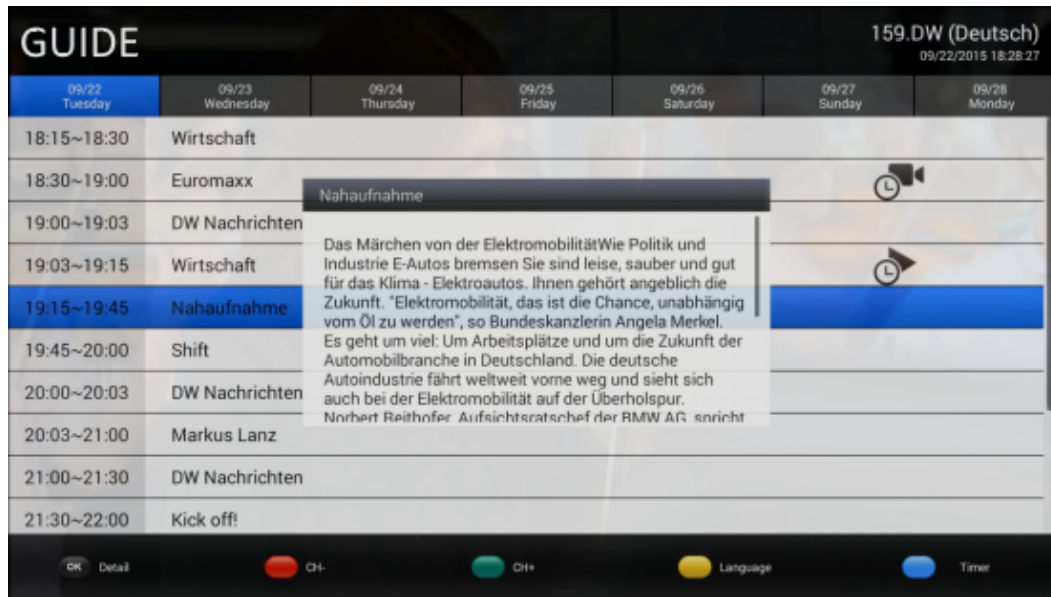 GUIDE
159.DW (Deutsch)
09/22/2015 18:28:27
09/22 Tuesday
09/23 Wednesday
09/24 Thursday
09/25 Friday
09/26 Saturday
09/27 Sunday
09/28 Monday
18:15~18:30 Wirtschaft
18:30~19:00 Euromaxx
19:00~19:03 DW Nachrichten
19:03~19:15 Wirtschaft
19:15~19:45 Nahaufnahme
19:45~20:00 Shift
20:00~20:03 DW Nachrichten
20:03~21:00 Markus Lanz
21:00~21:30 DW Nachrichten
21:30~22:00 Kick off!
Nahaufnahme
Das Märchen von der ElektromobilitätWie Politik und
Industrie E-Autos bremsen Sie sind leise, sauber und gut
für das Klima - Elektroautos. Ihnen gehört angeblich die
Zukunft. "Elektromobilität, das ist die Chance, unabhängig
vom Öl zu werden", so Bundeskanzlerin Angela Merkel.
Es geht um viel: Um Arbeitsplätze und um die Zukunft der
Automobilbranche in Deutschland. Die deutsche
Autoindustrie fährt weltweit vorne weg und sieht sich
auch bei der Elektromobilität auf der Überholspur.
Norbert Reithofer, Aufsichtsratschef der BMW AG, spricht
OK Detail
CH-
CH+
Language
Timer